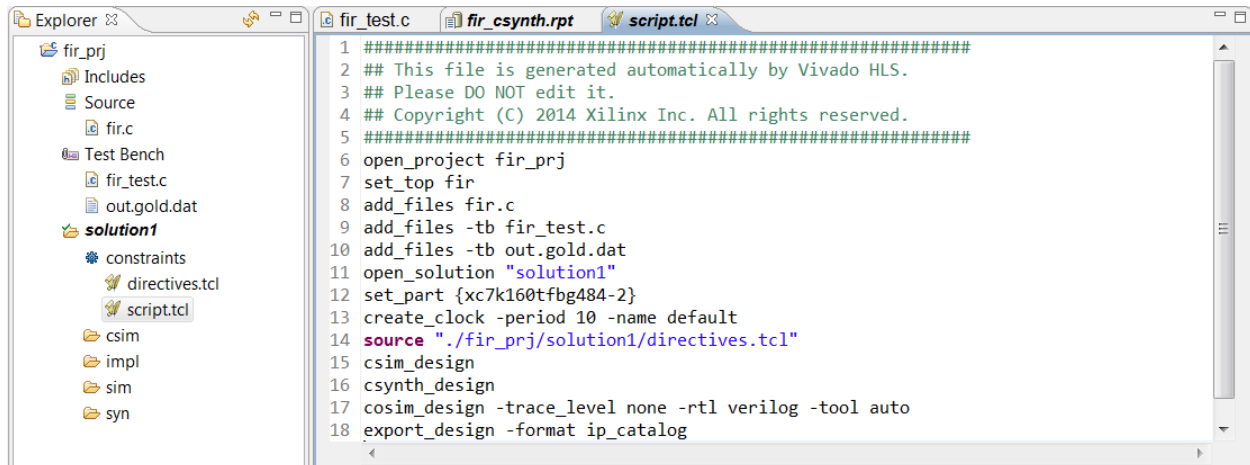 Explorer
fir_prj
Includes
Source
fir.c
Test Bench
fir_test.c
out.gold.dat
solution1
constraints
directives.tcl
script.tcl
csim
impl
sim
syn
fir_test.c fir_csynth.rpt script.tcl
1 ############################################################
2 ## This file is generated automatically by Vivado HLS.
3 ## Please DO NOT edit it.
4 ## Copyright (C) 2014 Xilinx Inc. All rights reserved.
5 ############################################################
6 open_project fir_prj
7 set_top fir
8 add_files fir.c
9 add_files -tb fir_test.c
10 add_files -tb out.gold.dat
11 open_solution "solution1"
12 set_part {xc7k160tfbg484-2}
13 create_clock -period 10 -name default
14 source "./fir_prj/solution1/directives.tcl"
15 csim_design
16 csynth_design
17 cosim_design -trace_level none -rtl verilog -tool auto
18 export_design -format ip_catalog